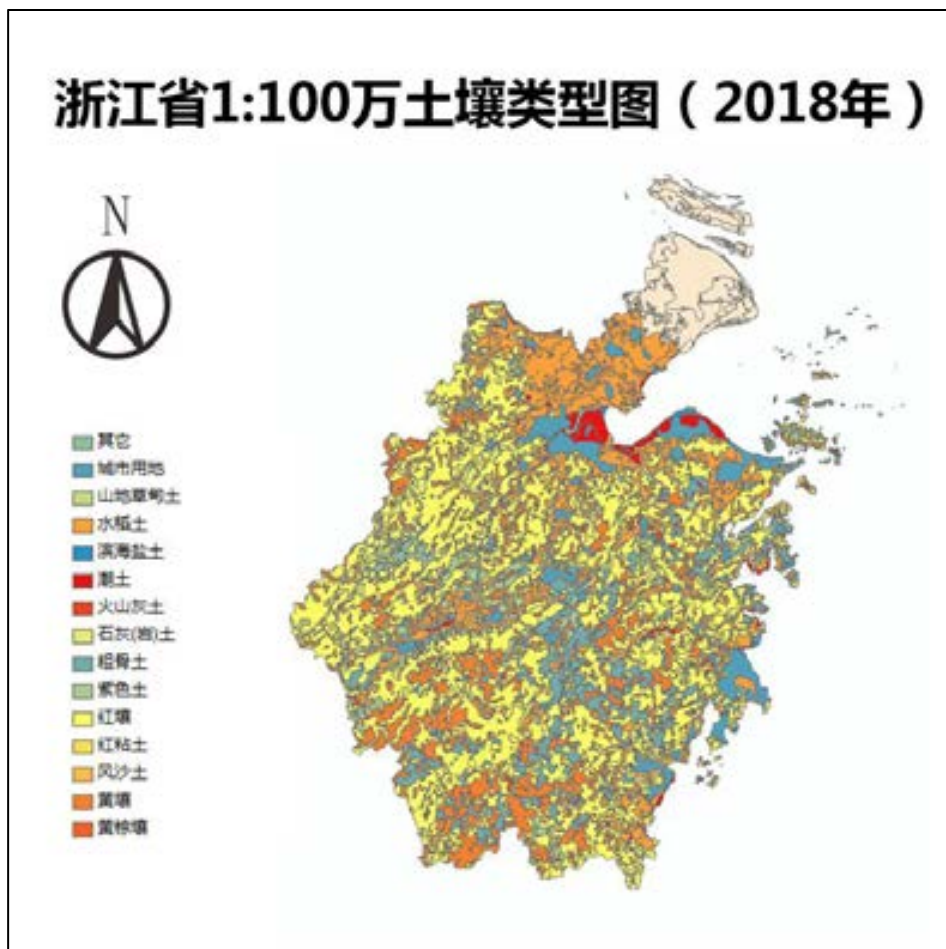 浙江省1:100万土壤类型图（2018年）
N
其它
城市用地
山地草甸土
水稻土
滨海盐土
潮土
火山灰土
石灰(岩)土
粗骨土
紫色土
红壤
红粘土
风沙土
黄壤
黄棕壤